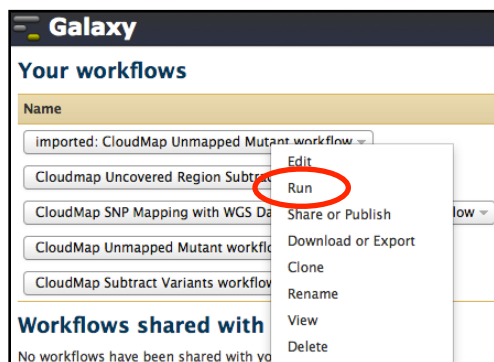 Galaxy
Your workflows
Name
imported: CloudMap Unmapped Mutant workflow
Cloudmap Uncovered Region Subtrac
CloudMap SNP Mapping with WGS Da low
CloudMap Unmapped Mutant workflo
CloudMap Subtract Variants workflow
Edit
Run
Share or Publish
Download or Export
Clone
Rename
View
Delete
Workflows shared with
No workflows have been shared with yo